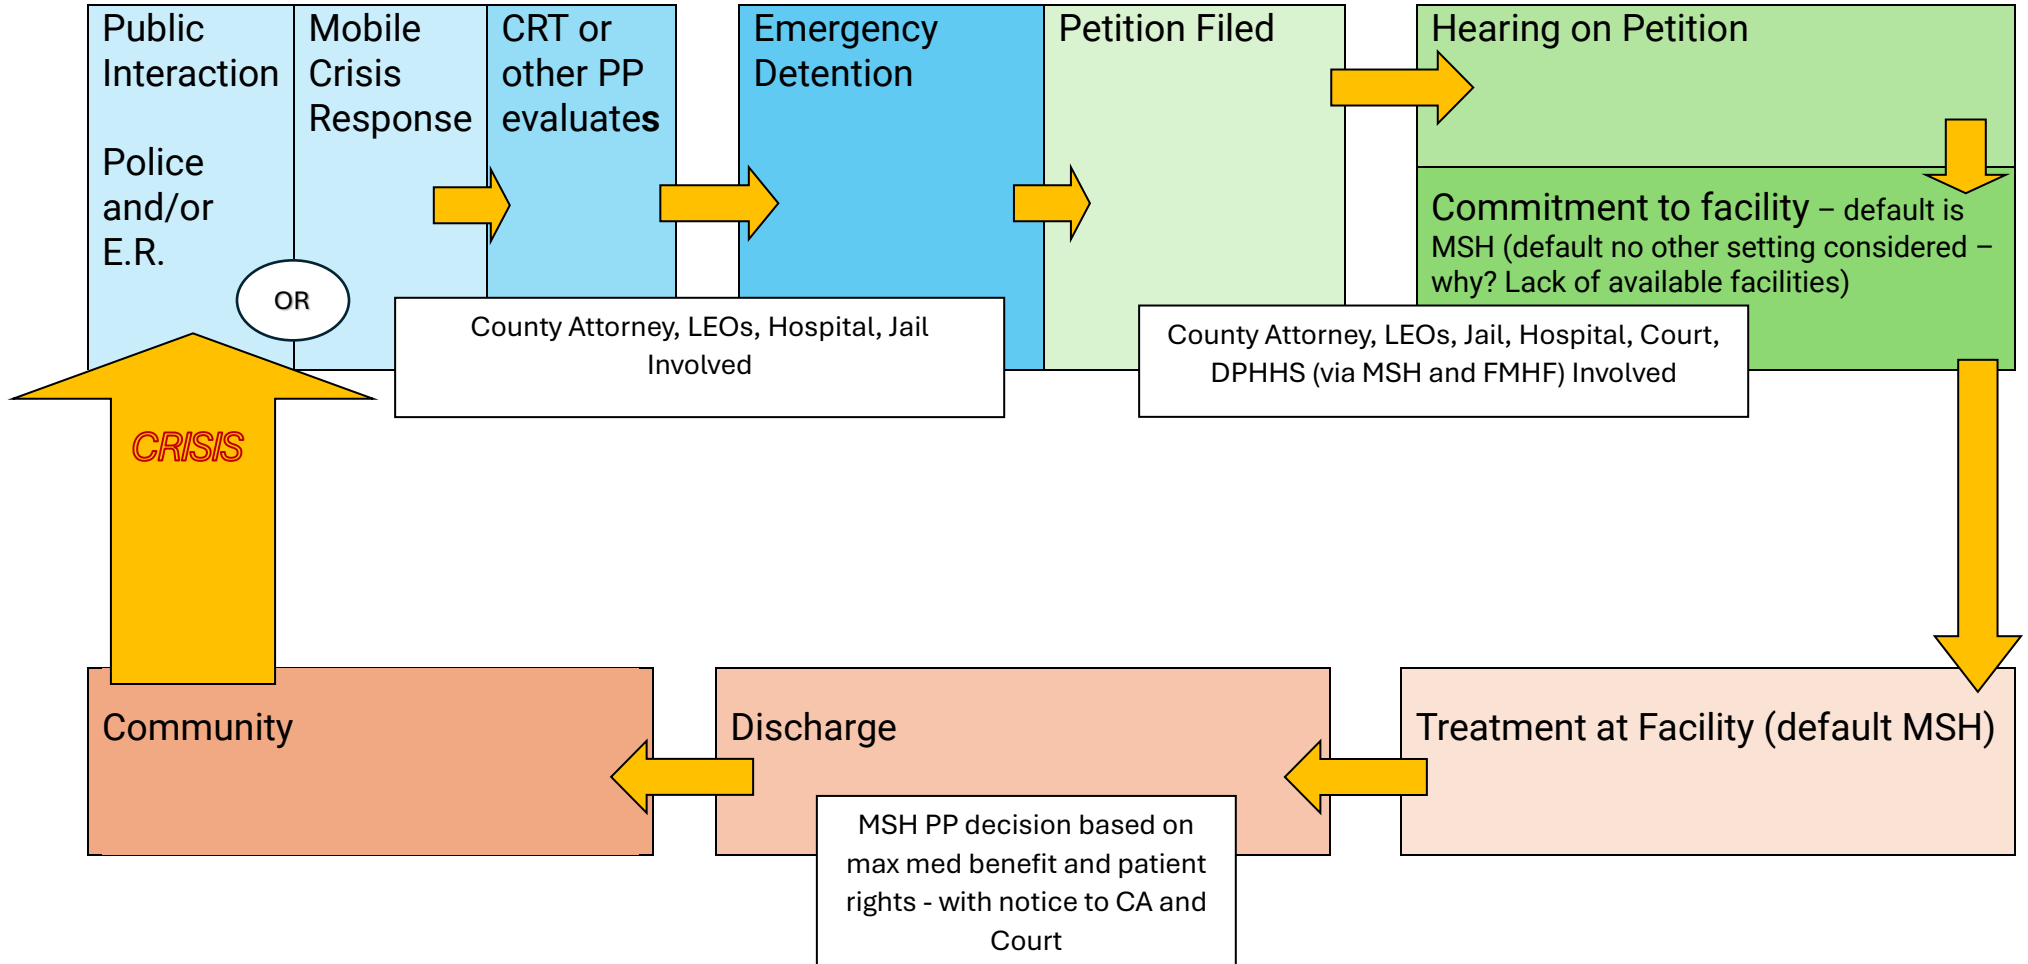 Public
Interaction
Police
and/or
E.R.
OR
Mobile
Crisis
Response
CRT or
other PP
evaluates
Emergency
Detention
Petition Filed
Hearing on Petition
Commitment to facility – default is
MSH (default no other setting considered –
why? Lack of available facilities)
County Attorney, LEOs, Hospital, Jail
Involved
County Attorney, LEOs, Jail, Hospital, Court,
DPHHS (via MSH and FMHF) Involved
CRISIS
Community
Discharge
Treatment at Facility (default MSH)
MSH PP decision based on
max med benefit and patient
rights - with notice to CA and
Court